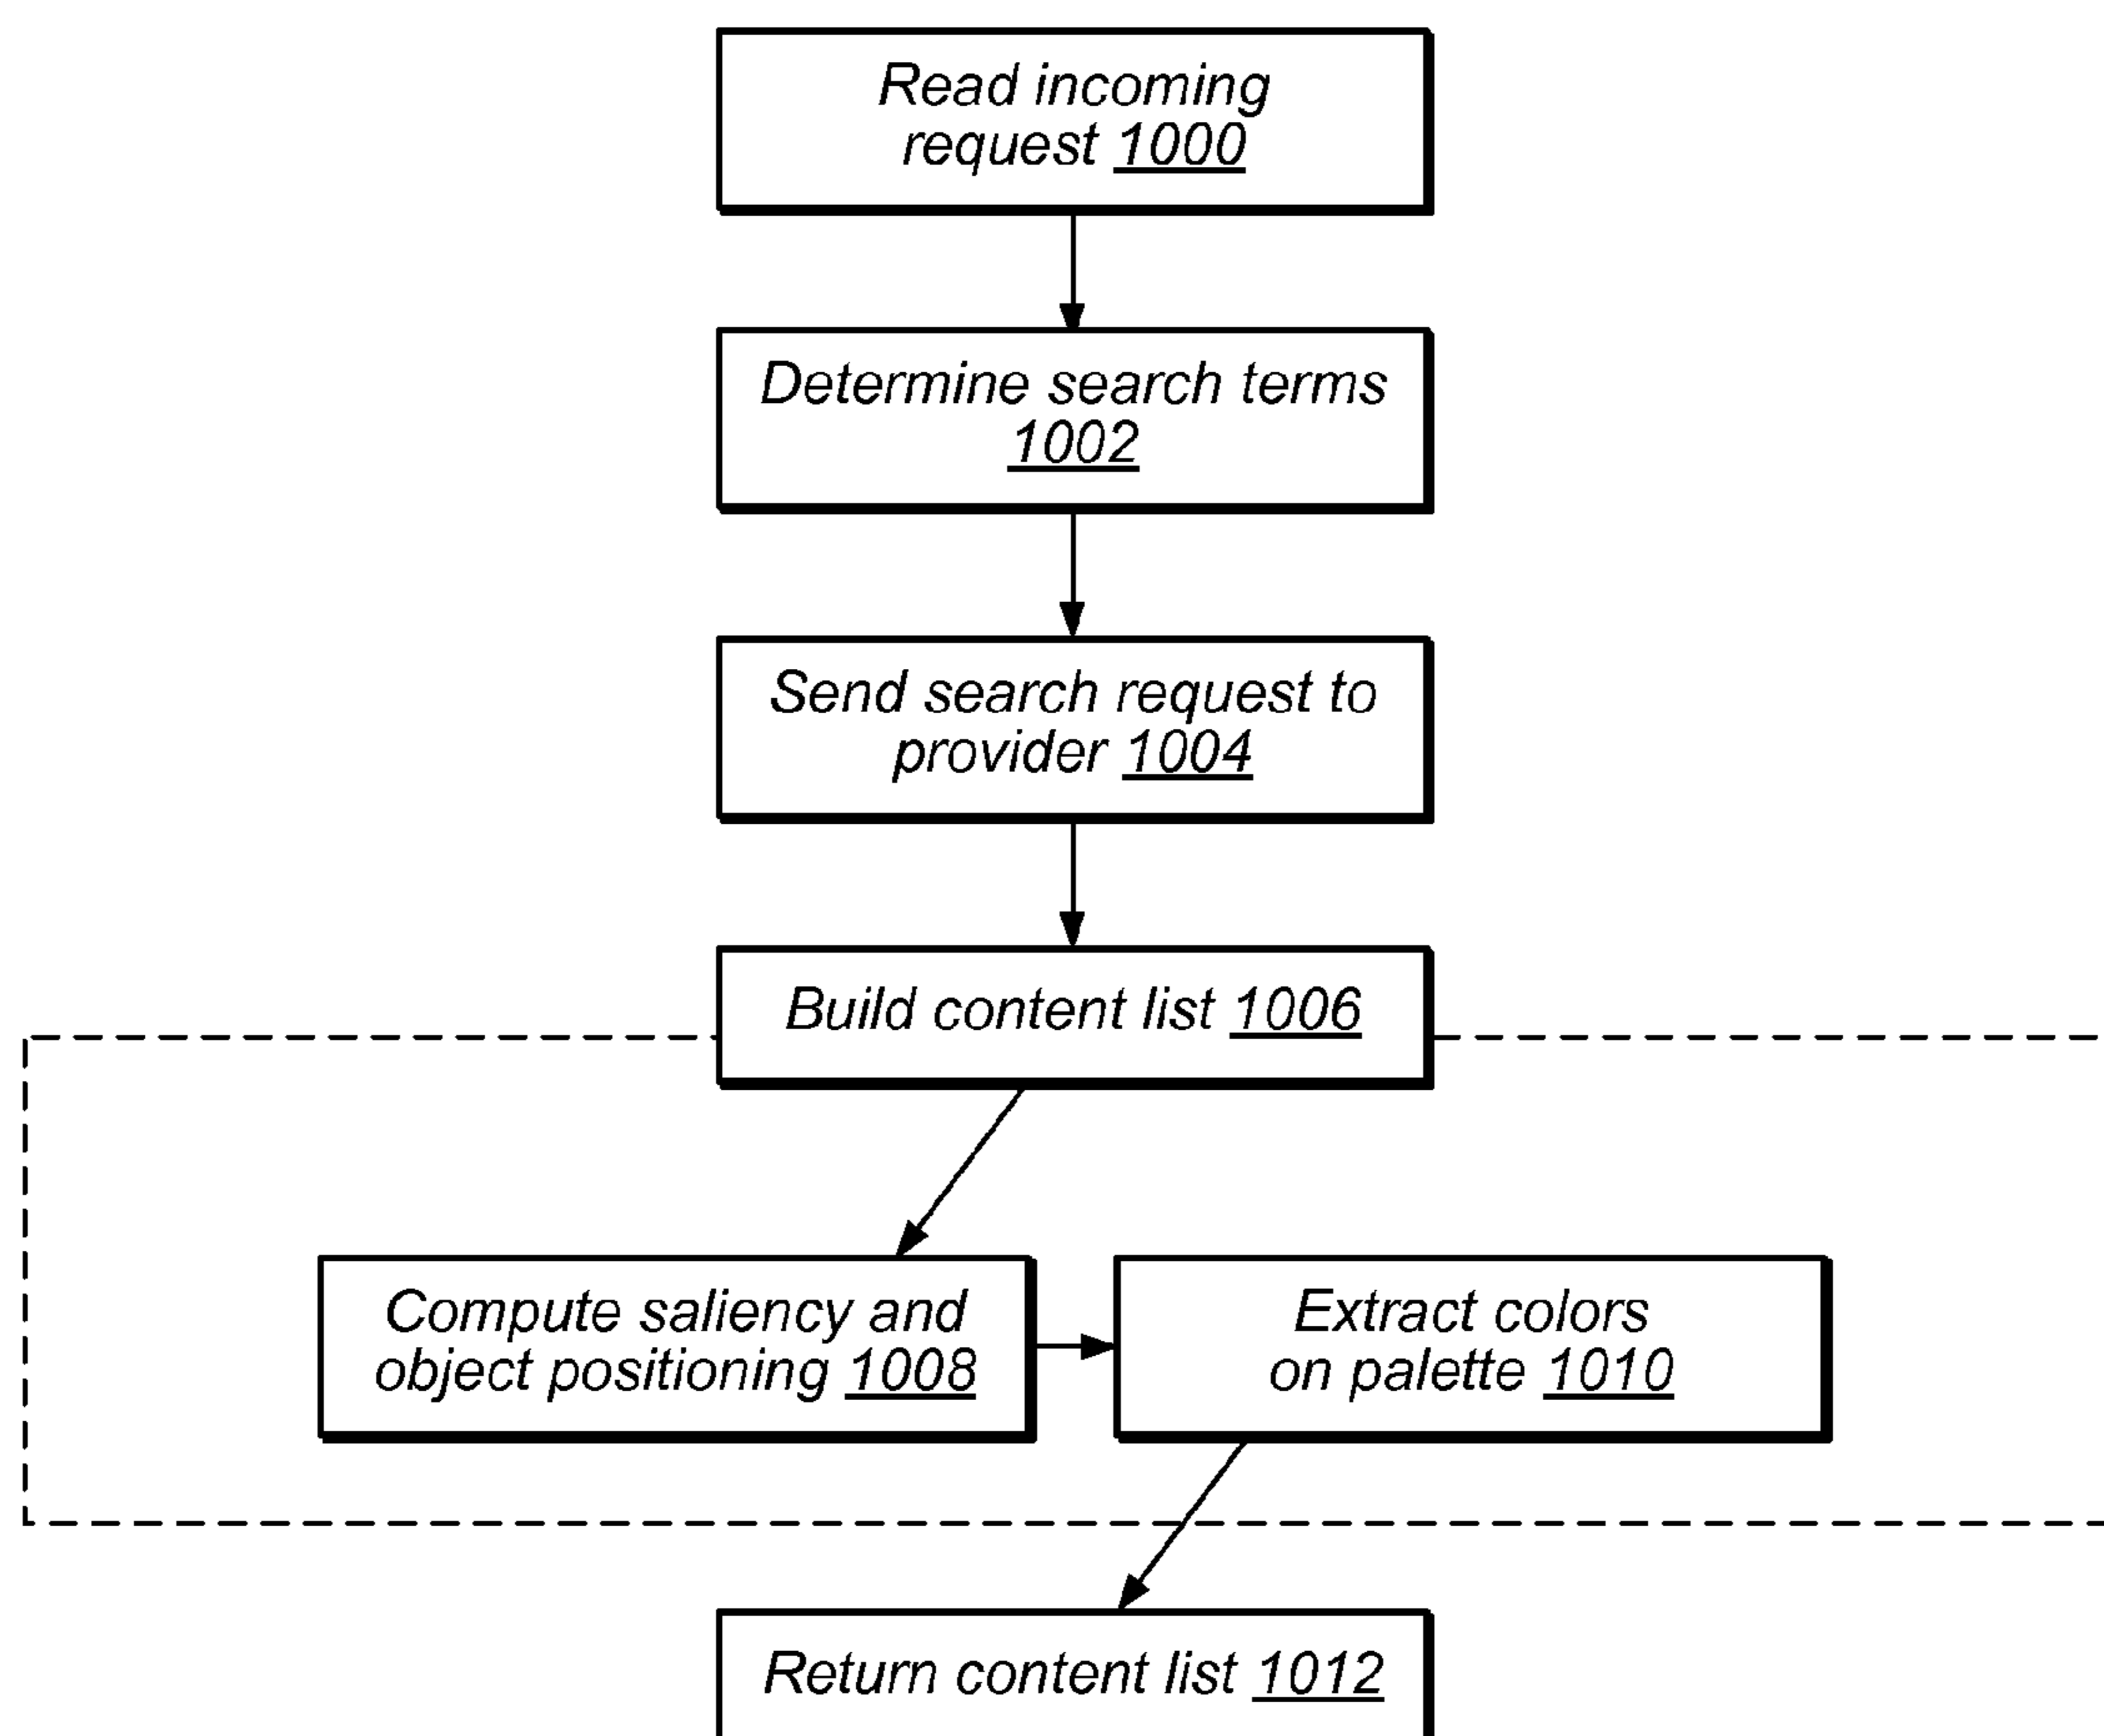 Read incoming
request 1000
Determine search terms
1002
Send search request to
provider 1004
Build content list 1006
Compute saliency and
object positioning 1008
Extract colors
on palette 1010
Return content list 1012